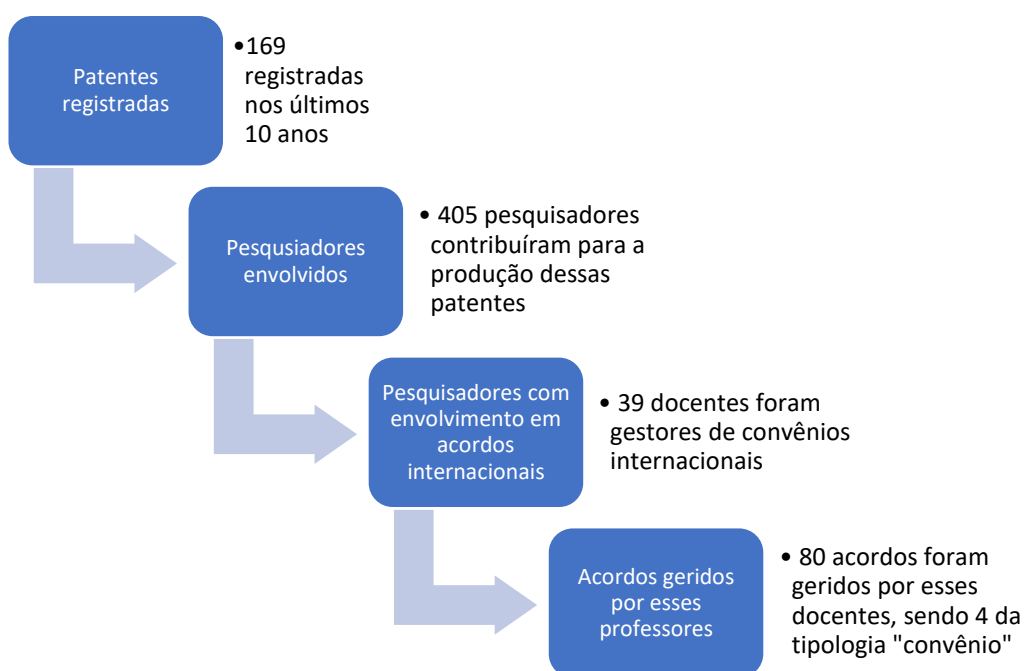 Patentes
registradas
•169
registradas
nos últimos
10 anos
Pesqusiadores
envolvidos
• 405 pesquisadores
contribuíram para a
produção dessas
patentes
Pesquisadores com
envolvimento em
acordos
internacionais
• 39 docentes foram
gestores de convênios
internacionais
Acordos geridos
por esses
professores
• 80 acordos foram
geridos por esses
docentes, sendo 4 da
tipologia "convênio"